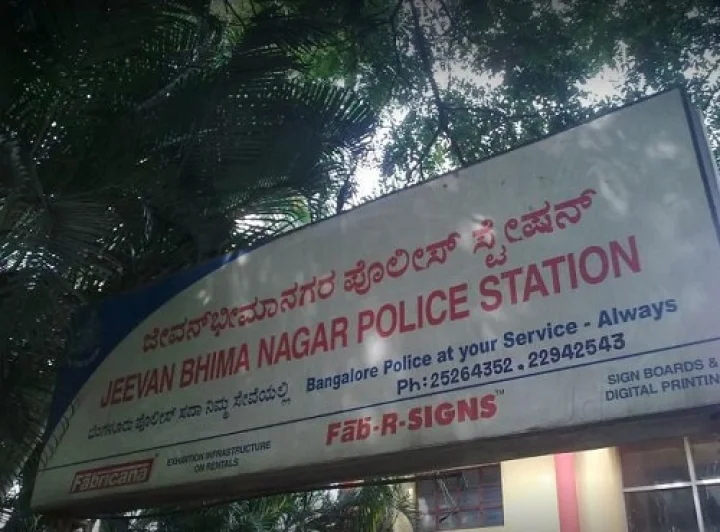 ಜೀವನ್‌ಭೀಮಾನಗರ ಪೊಲೀಸ್ ಸ್ಟೇಷನ್
JEEVAN BHIMA NAGAR POLICE STATION
ಬೆಂಗಳೂರು ಪೊಲೀಸ್ ಸದಾ ನಿಮ್ಮ ಸೇವೆಯಲ್ಲಿ Bangalore Police at your Service - Always
Ph:25264352, 22942543
Fabricana EXHIBITION INFRASTRUCTURE
ON RENTALS
Fab-R-SIGNS™
SIGN BOARDS &
DIGITAL PRINTIN